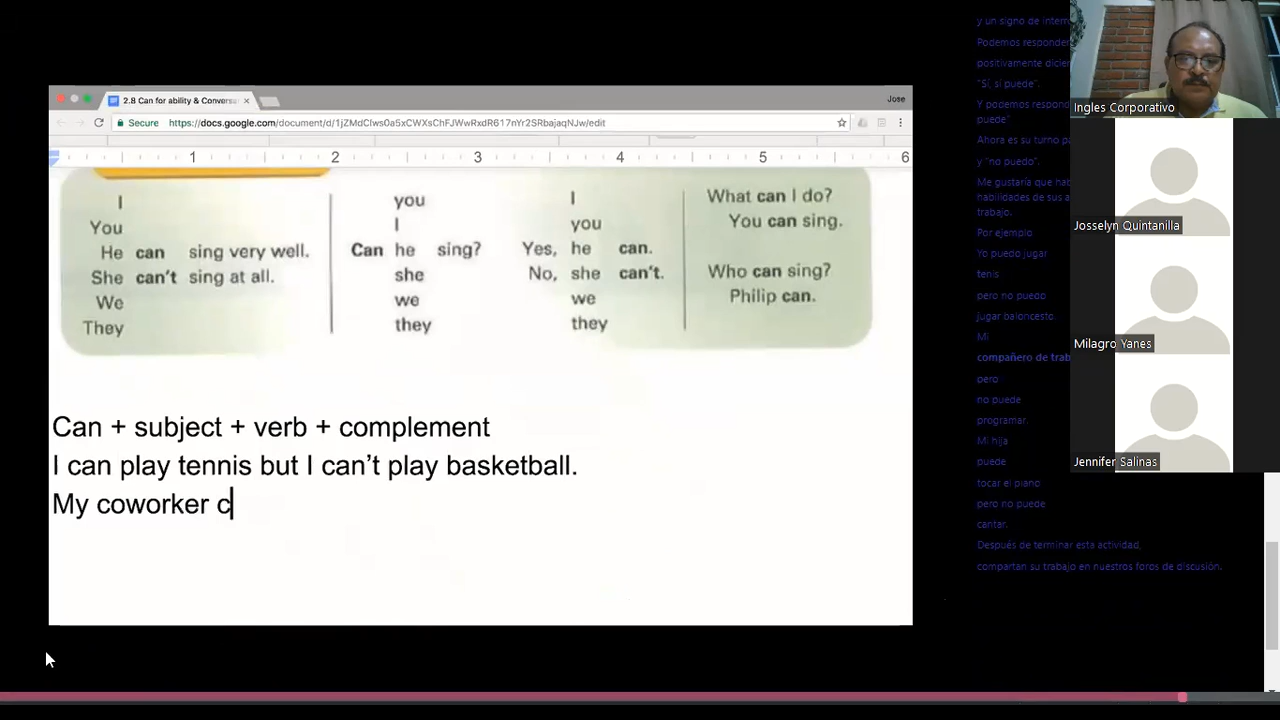 2.8 Can for ability & Conversa
Jose
Secure https://docs.google.com/document/d/1jZMdClws0a5xCWXsChFJWwRxdR617nYr2SRbajaqNJw/edit
1 2 3 4 5 6
I
You
He can sing very well.
She can't sing at all.
We
They
you
I
Can he sing?
she
we
they
I
you
Yes, he can.
No, she can't.
we
they
What can I do?
You can sing.
Who can sing?
Philip can.
Can + subject + verb + complement
I can play tennis but I can’t play basketball.
My coworker c
y un signo de interr
Podemos responder
positivamente dicien
"Sí, sí puede".
Y podemos respond
puede"
Ahora es su turno pa
y "no puedo".
Me gustaría que hab
habilidades de sus a
trabajo.
Por ejemplo
Yo puedo jugar
tenis
pero no puedo
jugar baloncesto.
Mi
compañero de trab
pero
no puede
programar.
Mi hija
puede
tocar el piano
pero no puede
cantar.
Después de terminar esta actividad,
compartan su trabajo en nuestros foros de discusión.
Ingles Corporativo
Josselyn Quintanilla
Milagro Yanes
Jennifer Salinas